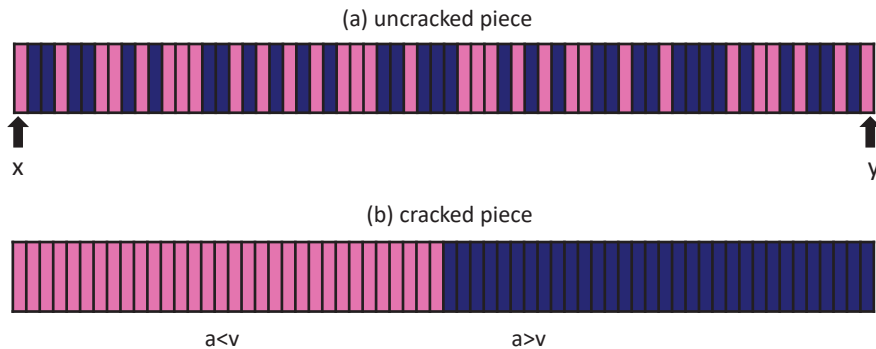 (a) uncracked piece
x y
(b) cracked piece
a<v a>v